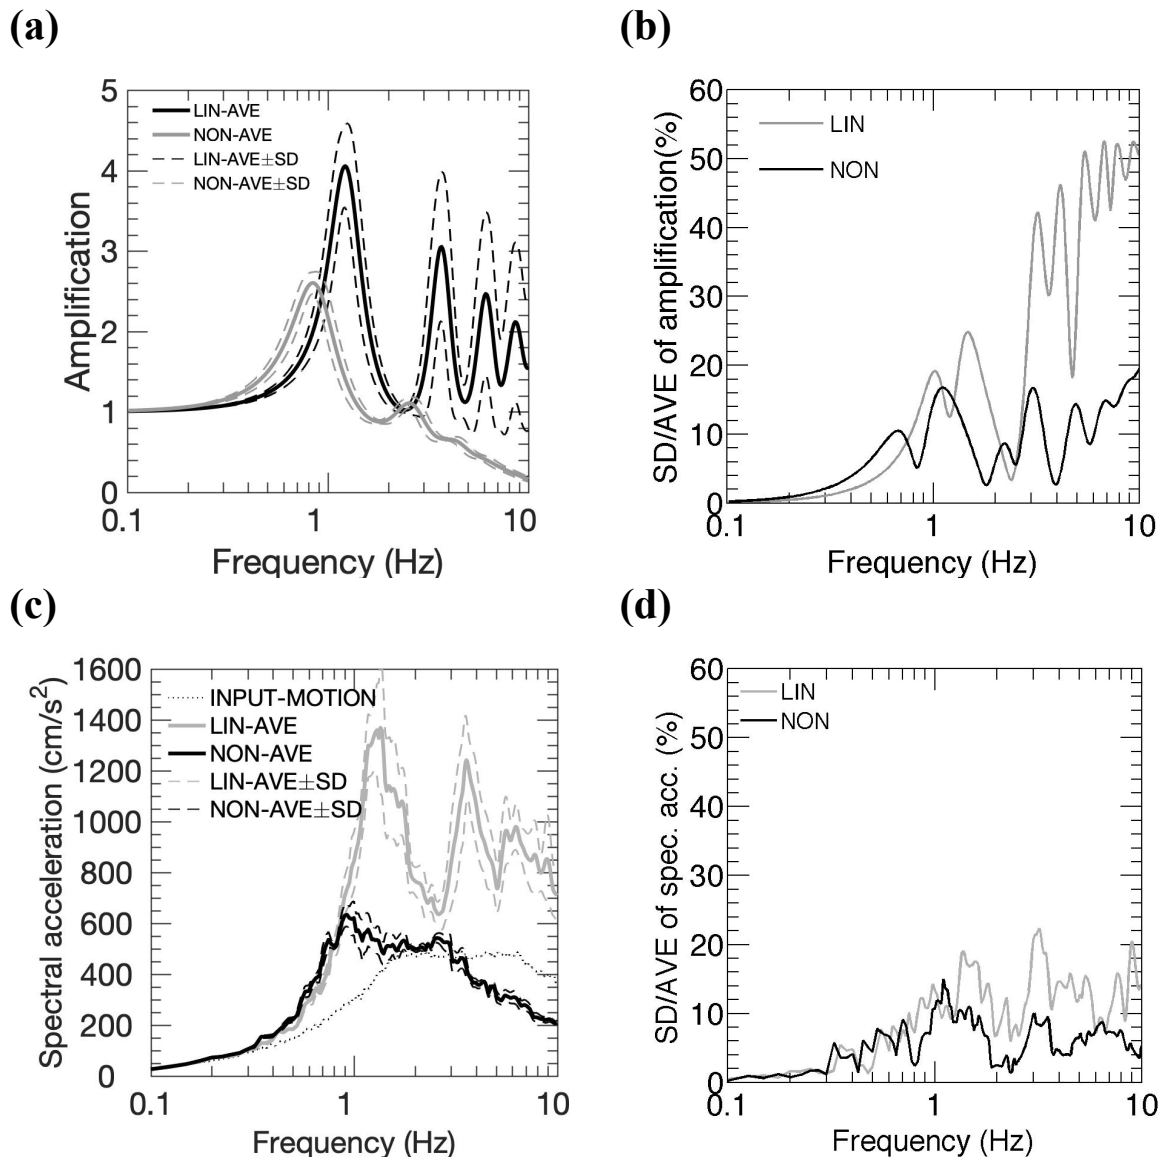 (a)
Amplification
5
4
3
2
1
0
LIN-AVE
NON-AVE
LIN-AVE±SD
NON-AVE±SD
0.1
1
10
Frequency (Hz)
(b)
SD/AVE of amplification(%)
60
50
40
30
20
10
0
LIN
NON
0.1
1
10
Frequency (Hz)
(c)
Spectral acceleration (cm/s²)
1600
1400
1200
1000
800
600
400
200
0
INPUT-MOTION
LIN-AVE
NON-AVE
LIN-AVE±SD
NON-AVE±SD
0.1
1
10
Frequency (Hz)
(d)
SD/AVE of spec. acc. (%)
60
50
40
30
20
10
0
LIN
NON
0.1
1
10
Frequency (Hz)